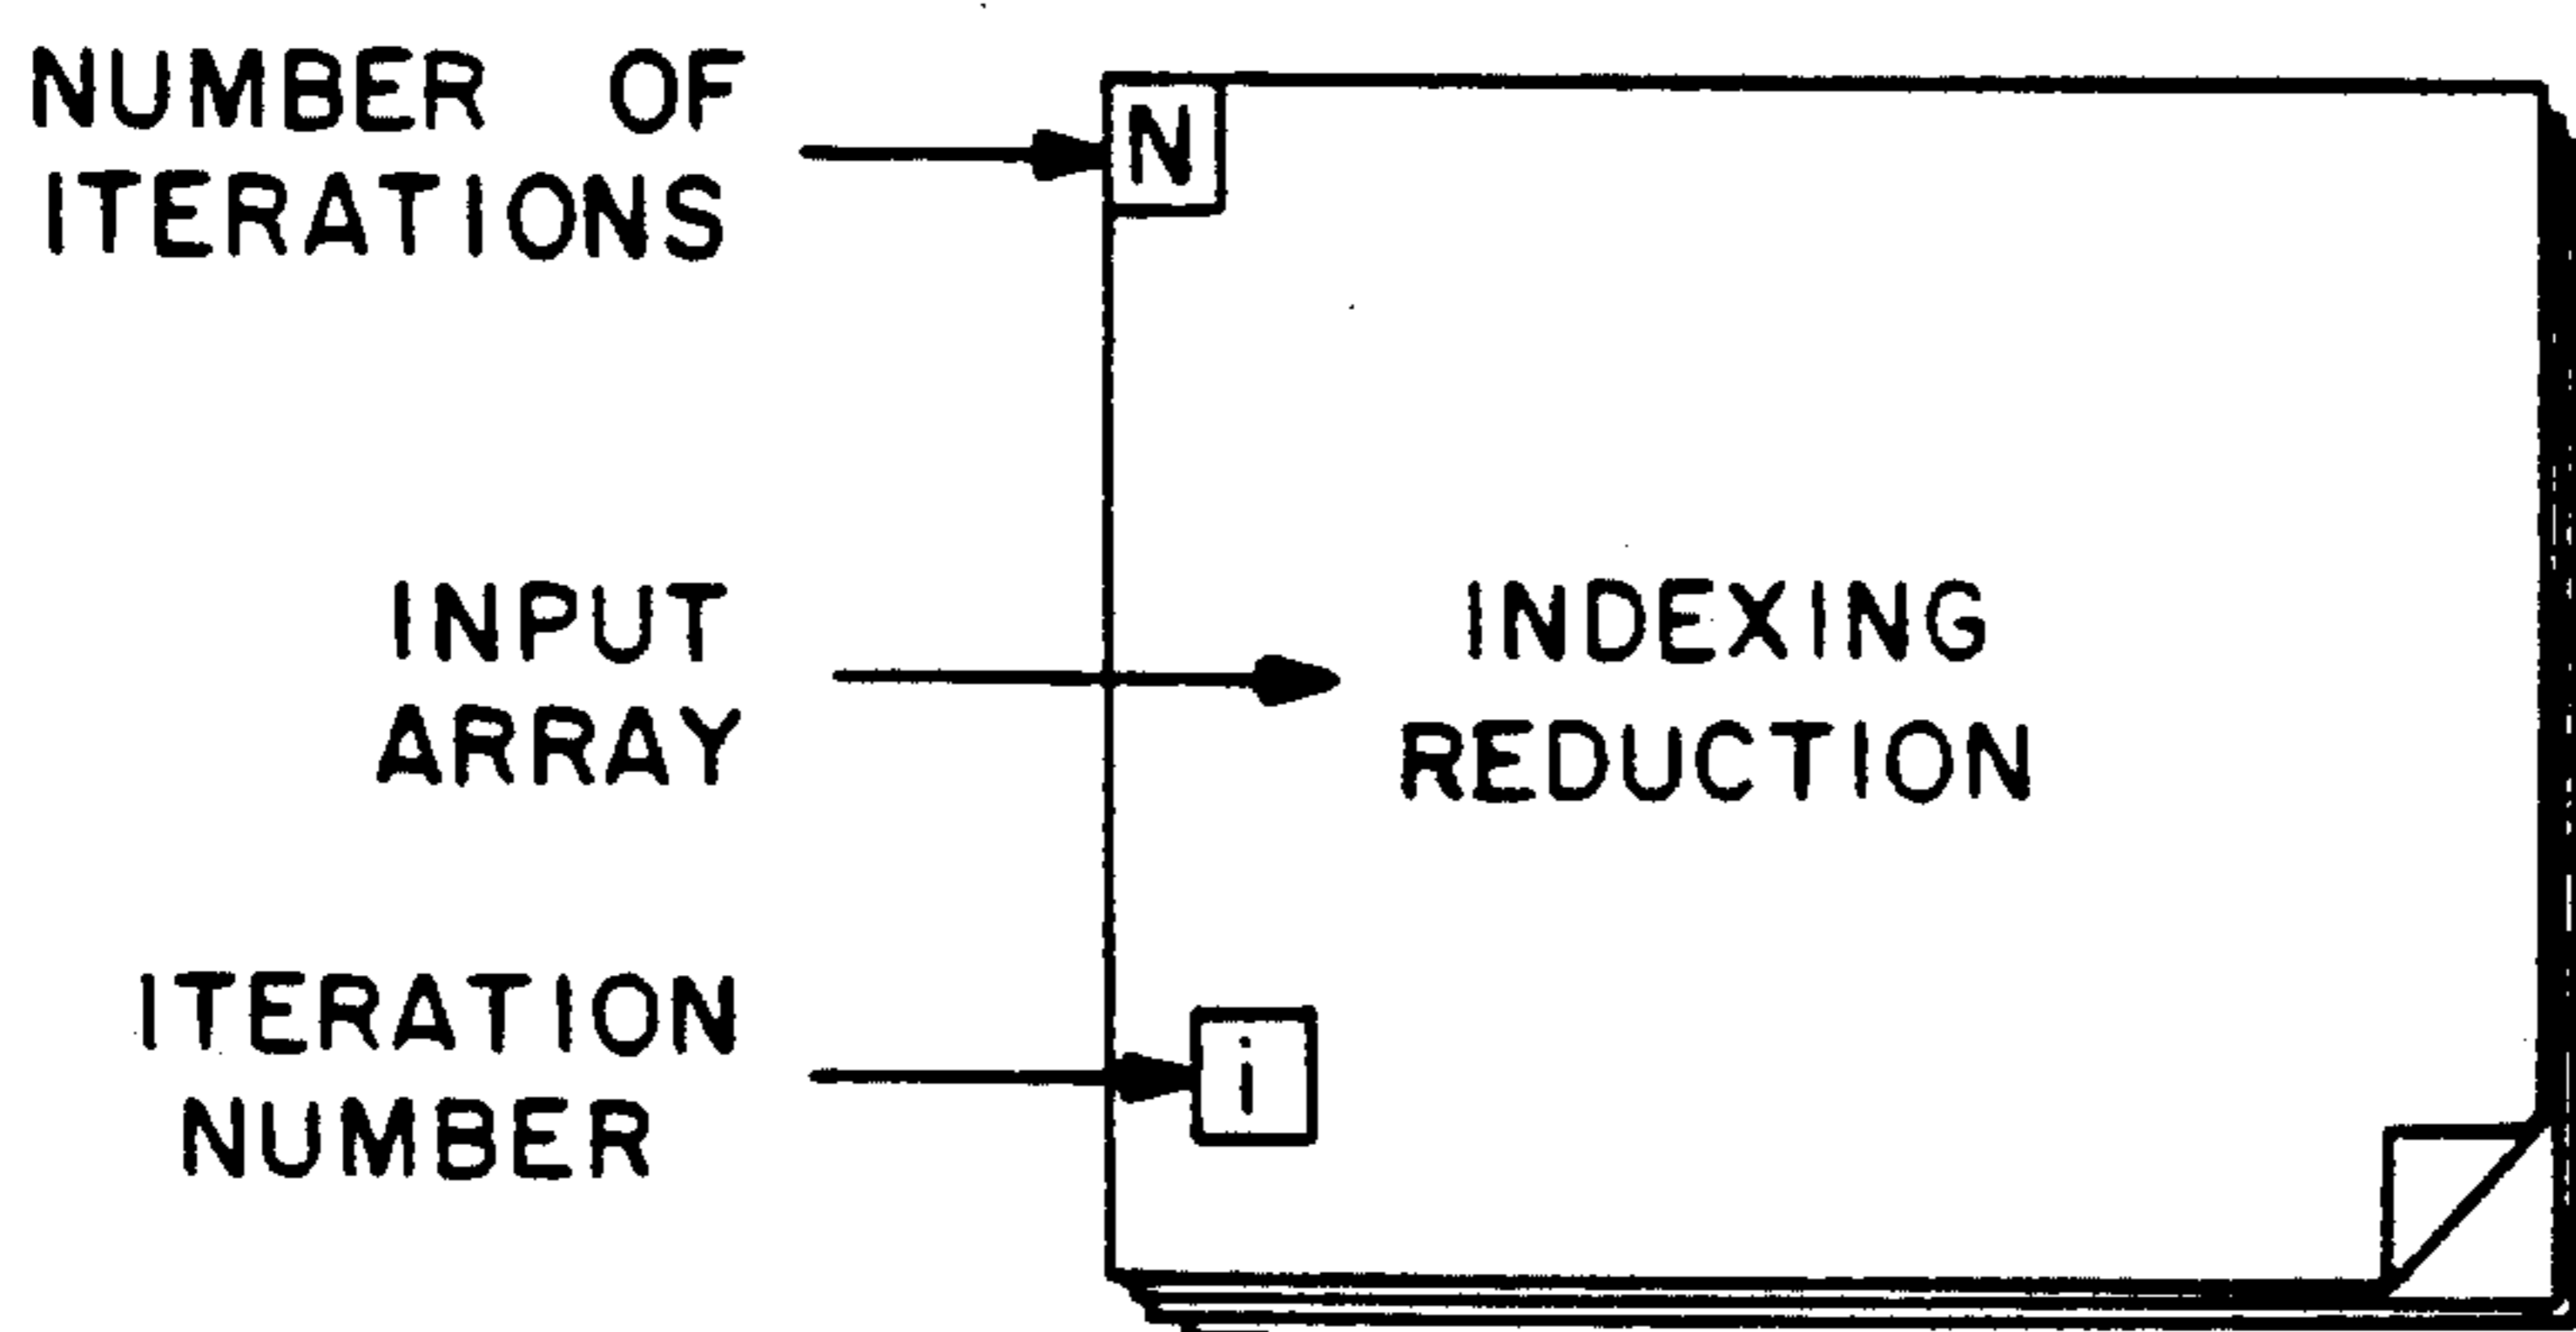 NUMBER OF
ITERATIONS
N
INPUT
ARRAY
INDEXING
REDUCTION
ITERATION
NUMBER
i